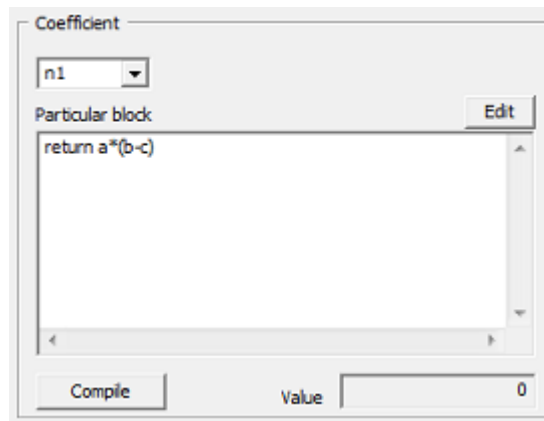 Coefficient
n1
Particular block
Edit
return a*(b-c)
Compile
Value
0